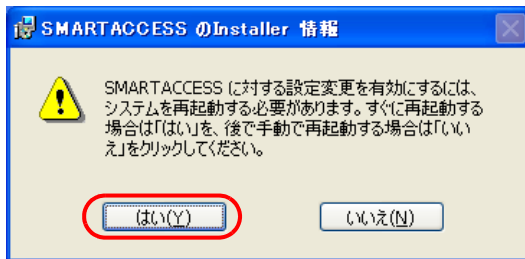 SMARTACCESS のInstaller 情報
SMARTACCESS に対する設定変更を有効にするには、
システムを再起動する必要があります。すぐに再起動する
場合は「はい」を、後で手動で再起動する場合は「いい
え」をクリックしてください。
はい(Y)
いいえ(N)